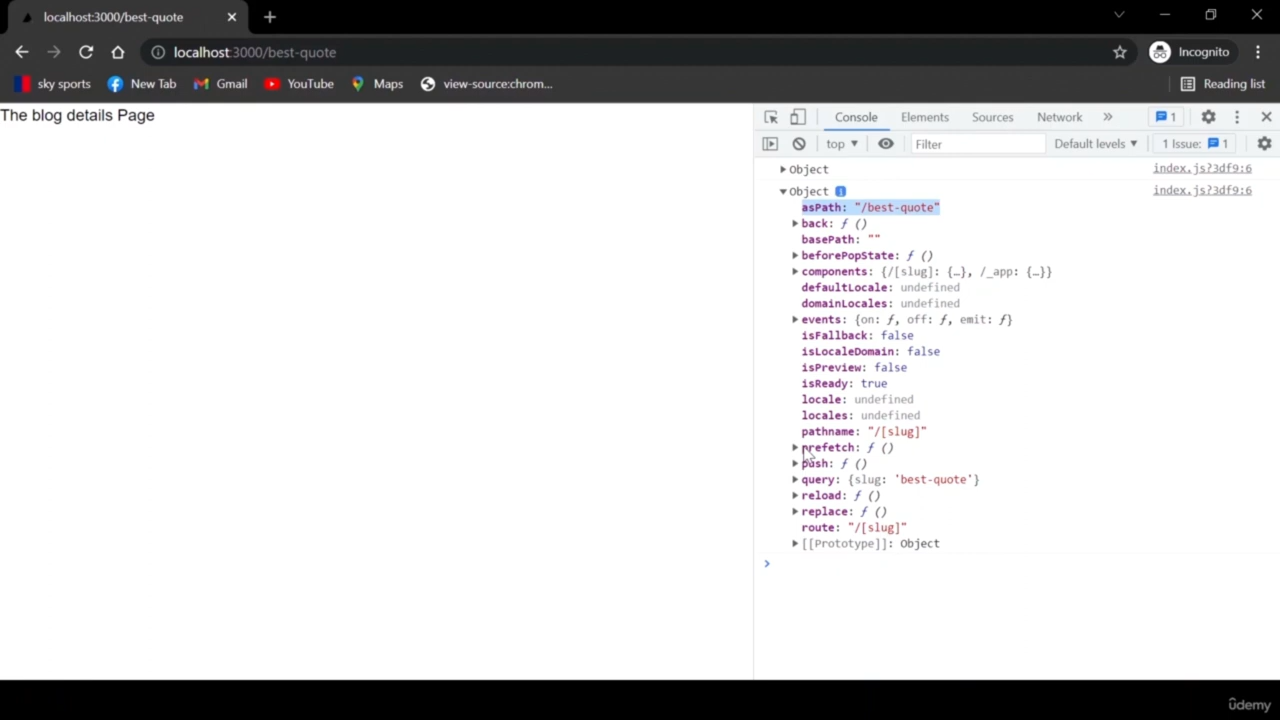 localhost:3000/best-quote
localhost:3000/best-quote
Incognito
sky sports New Tab Gmail YouTube Maps view-source:chrom... Reading list
The blog details Page
Console Elements Sources Network » 1
top ▼ Filter Default levels ▼ 1 Issue: 1
▶ Object index.js?3df9:6
▼ Object i index.js?3df9:6
asPath: "/best-quote"
▶ back: ƒ ()
basePath: ""
▶ beforePopState: ƒ ()
▶ components: {/[slug]: {…}, /_app: {…}}
defaultLocale: undefined
domainLocales: undefined
▶ events: {on: ƒ, off: ƒ, emit: ƒ}
isFallback: false
isLocaleDomain: false
isPreview: false
isReady: true
locale: undefined
locales: undefined
pathname: "/[slug]"
▶ prefetch: ƒ ()
▶ push: ƒ ()
▶ query: {slug: 'best-quote'}
▶ reload: ƒ ()
▶ replace: ƒ ()
route: "/[slug]"
▶ [[Prototype]]: Object
>
ûdemy